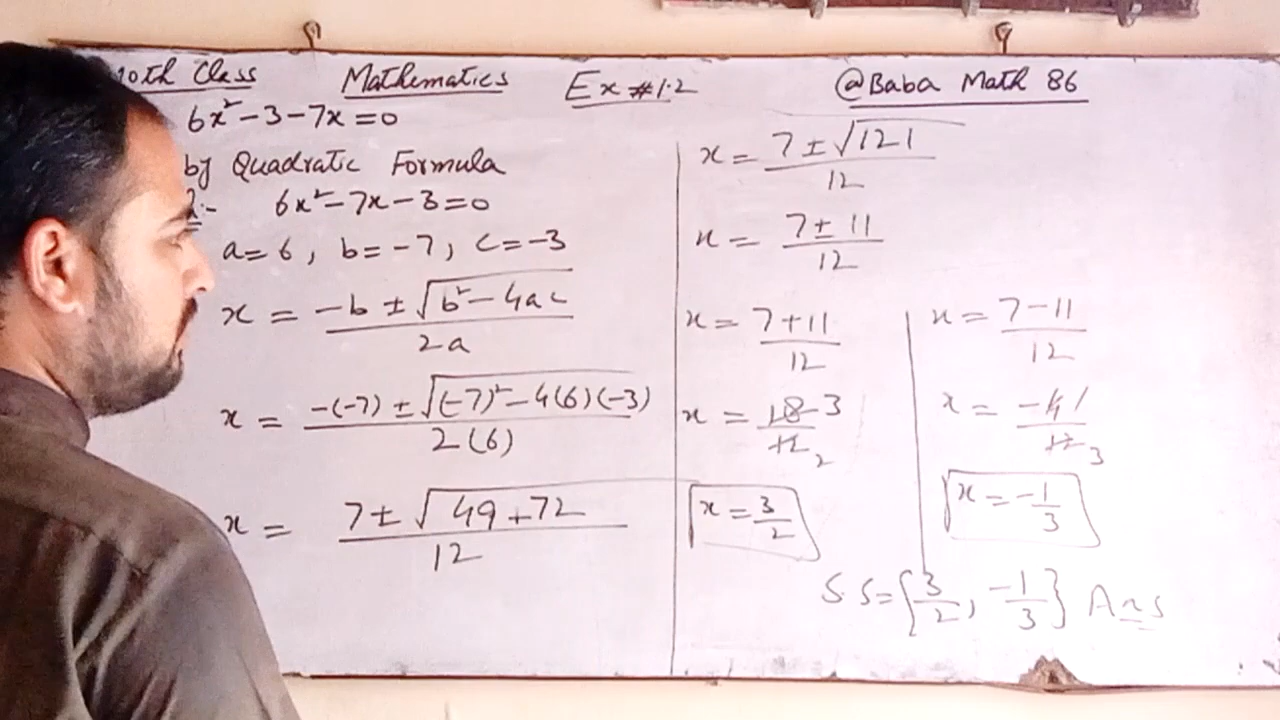 10th Class Mathematics Ex #1.2 @Baba Math 86
6x² - 3 - 7x = 0
by Quadratic Formula
6x² - 7x - 3 = 0
a = 6 , b = -7 , c = -3
x = -b ± √b² - 4ac / 2a
x = -(-7) ± √(-7)² - 4(6)(-3) / 2(6)
x = 7 ± √49 + 72 / 12
x = 7 ± √121 / 12
x = 7 ± 11 / 12
x = 7 + 11 / 12
x = 18 3 / 12 2
x = 3/2
x = 7 - 11 / 12
x = -4 1 / 12 3
x = -1/3
S.S = {3/2, -1/3} Ans